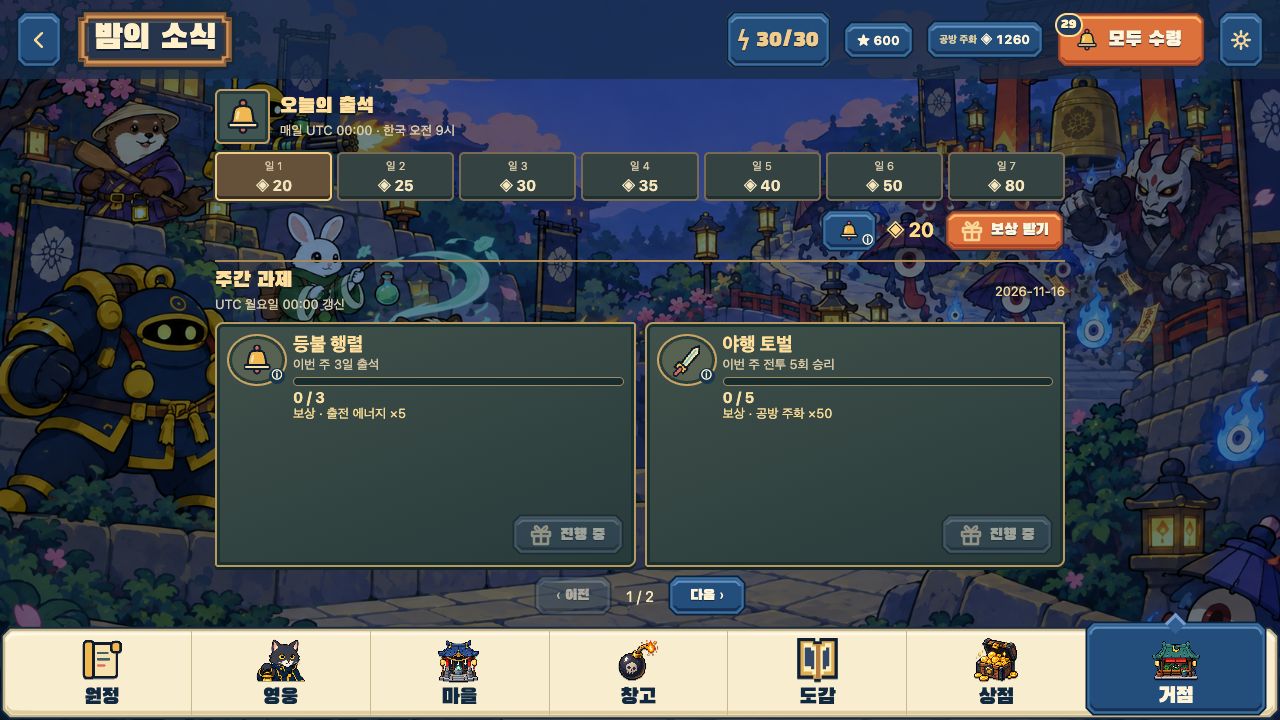 밤의 소식
30/30
★ 600
공방 주화 ◈ 1260
29
모두 수령
오늘의 출석
매일 UTC 00:00 · 한국 오전 9시
일 1
◈ 20
일 2
◈ 25
일 3
◈ 30
일 4
◈ 35
일 5
◈ 40
일 6
◈ 50
일 7
◈ 80
◈ 20
보상 받기
주간 과제
UTC 월요일 00:00 갱신
2026-11-16
등불 행렬
이번 주 3일 출석
0 / 3
보상 · 출전 에너지 ×5
진행 중
야행 토벌
이번 주 전투 5회 승리
0 / 5
보상 · 공방 주화 ×50
진행 중
‹ 이전
1 / 2
다음 ›
원정
영웅
마을
창고
도감
상점
거점